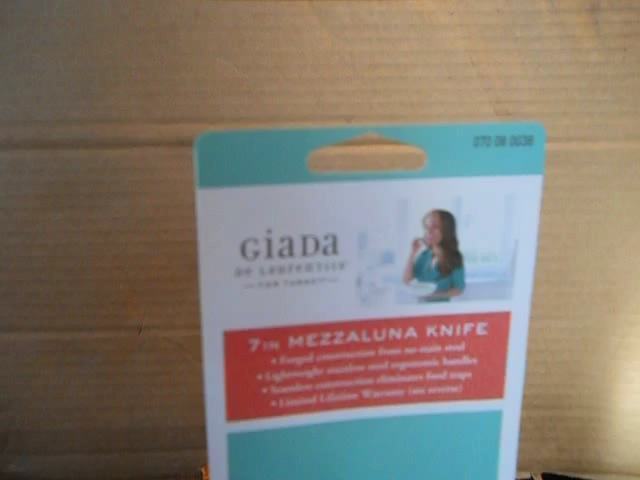 070 08 0038
GIADA
DE LAURENTIIS
FOR TARGET
7IN MEZZALUNA KNIFE
• Forged construction from no-stain steel
• Lightweight stainless steel ergonomic handles
• Seamless construction eliminates food traps
• Limited Lifetime Warranty (see reverse)